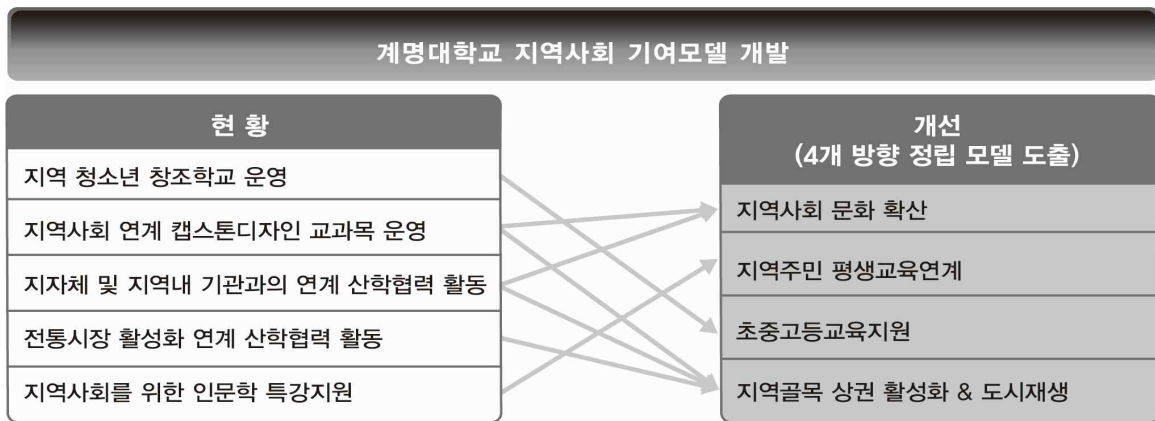 계명대학교 지역사회 기여모델 개발
현 황
지역 청소년 창조학교 운영
지역사회 연계 캡스톤디자인 교과목 운영
지자체 및 지역내 기관과의 연계 산학협력 활동
전통시장 활성화 연계 산학협력 활동
지역사회를 위한 인문학 특강지원
개선
(4개 방향 정립 모델 도출)
지역사회 문화 확산
지역주민 평생교육연계
초중고등교육지원
지역골목 상권 활성화 & 도시재생